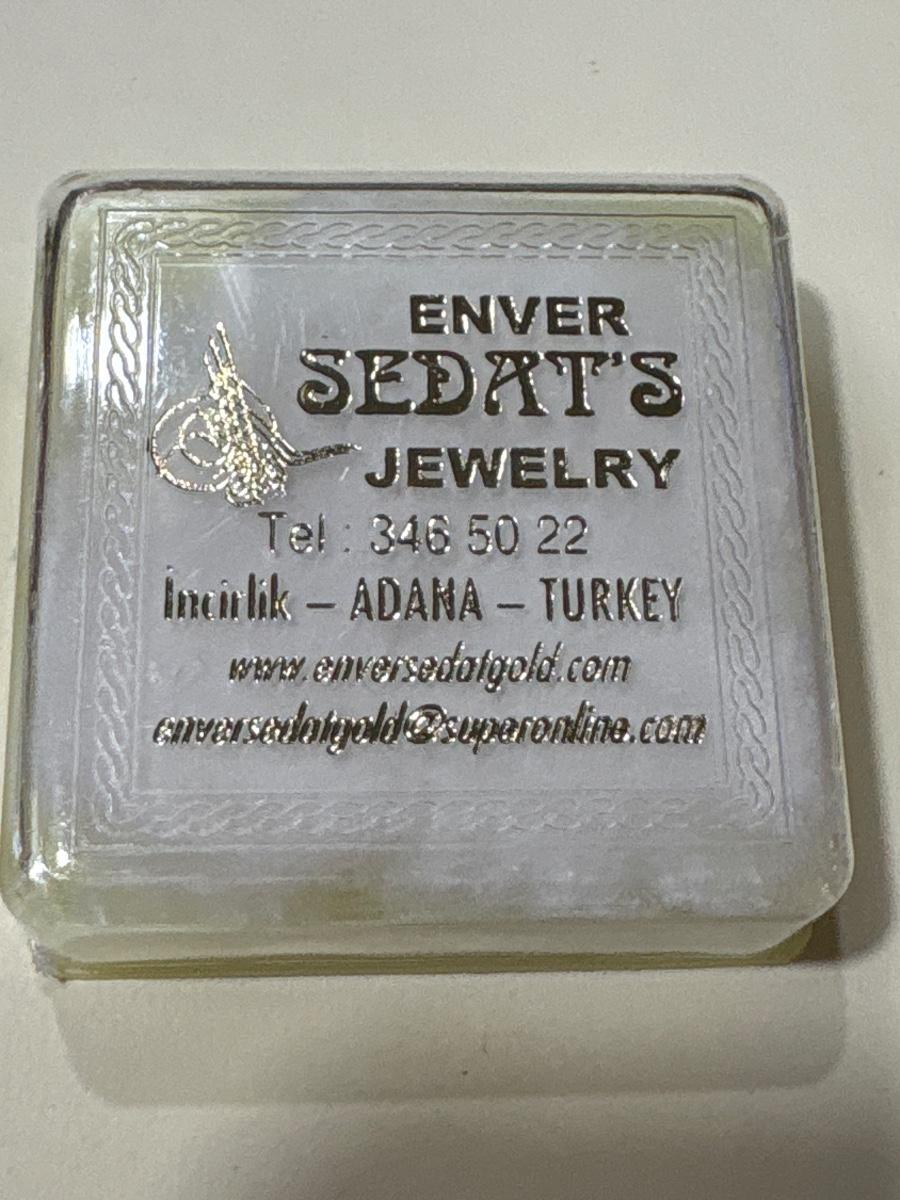 ENVER
SEDAT'S
JEWELRY
Tel : 346 50 22
İncirlik – ADANA – TURKEY
www.enversedatgold.com
enversedatgold@superonline.com